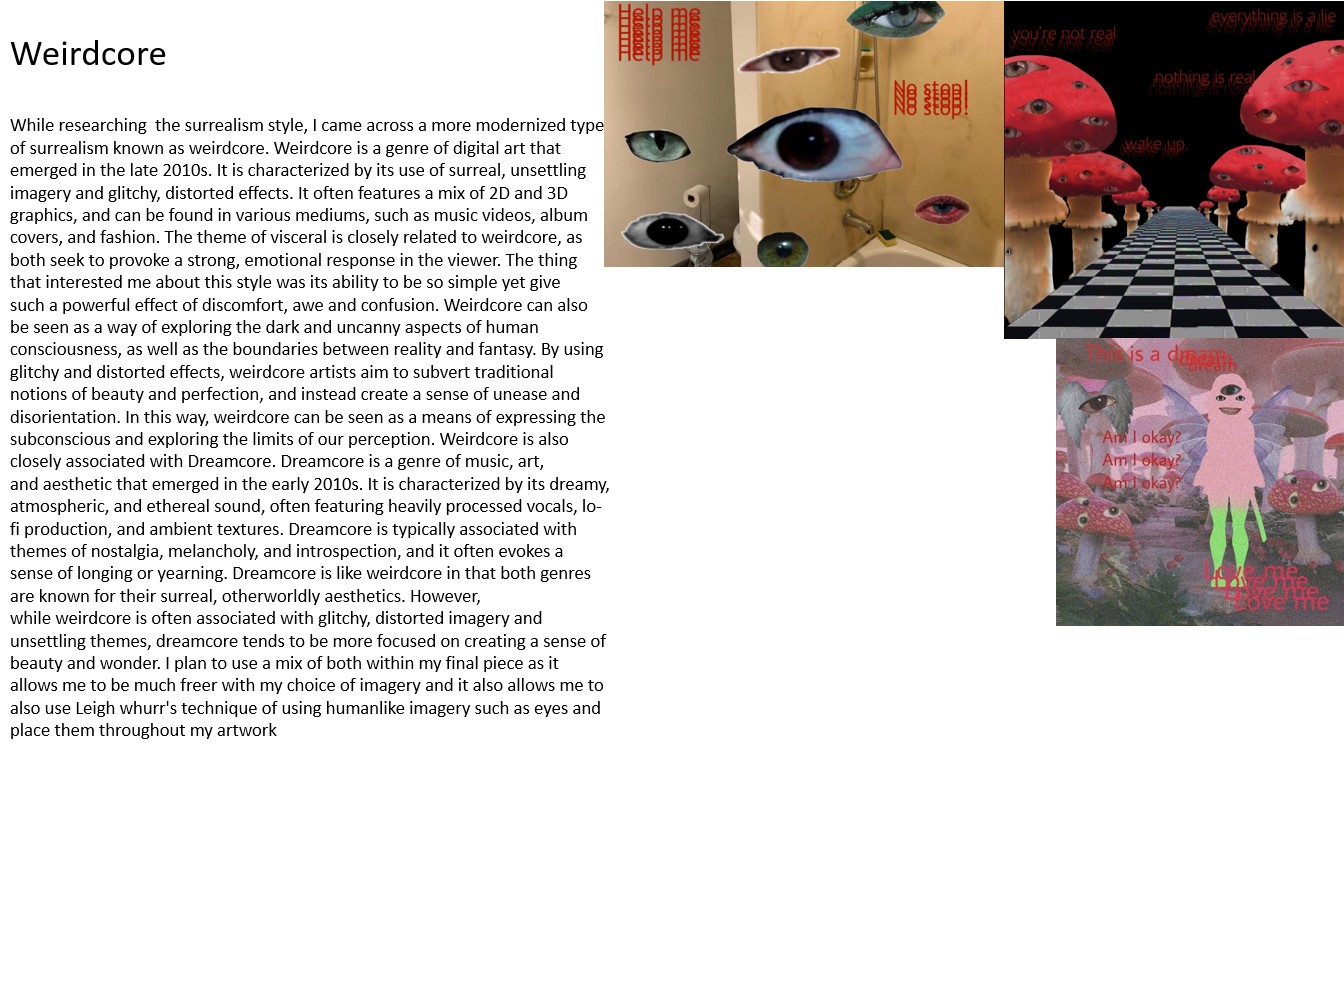 Weirdcore
While researching  the surrealism style, I came across a more modernized type
of surrealism known as weirdcore. Weirdcore is a genre of digital art that
emerged in the late 2010s. It is characterized by its use of surreal, unsettling
imagery and glitchy, distorted effects. It often features a mix of 2D and 3D
graphics, and can be found in various mediums, such as music videos, album
covers, and fashion. The theme of visceral is closely related to weirdcore, as
both seek to provoke a strong, emotional response in the viewer. The thing
that interested me about this style was its ability to be so simple yet give
such a powerful effect of discomfort, awe and confusion. Weirdcore can also
be seen as a way of exploring the dark and uncanny aspects of human
consciousness, as well as the boundaries between reality and fantasy. By using
glitchy and distorted effects, weirdcore artists aim to subvert traditional
notions of beauty and perfection, and instead create a sense of unease and
disorientation. In this way, weirdcore can be seen as a means of expressing the
subconscious and exploring the limits of our perception. Weirdcore is also
closely associated with Dreamcore. Dreamcore is a genre of music, art,
and aesthetic that emerged in the early 2010s. It is characterized by its dreamy,
atmospheric, and ethereal sound, often featuring heavily processed vocals, lo-
fi production, and ambient textures. Dreamcore is typically associated with
themes of nostalgia, melancholy, and introspection, and it often evokes a
sense of longing or yearning. Dreamcore is like weirdcore in that both genres
are known for their surreal, otherworldly aesthetics. However,
while weirdcore is often associated with glitchy, distorted imagery and
unsettling themes, dreamcore tends to be more focused on creating a sense of
beauty and wonder. I plan to use a mix of both within my final piece as it
allows me to be much freer with my choice of imagery and it also allows me to
also use Leigh whurr's technique of using humanlike imagery such as eyes and
place them throughout my artwork
Help me
Help me
Help me
Help me
Help me
No stop!
No stop!
No stop!
everything is a lie
everything is a lie
you're not real
you're not real
nothing is real
nothing is real
wake up.
wake up.
This is a dream
dream
dream
Am I okay?
Am I okay?
Am I okay?
Love me
Love me
Love me
Love me